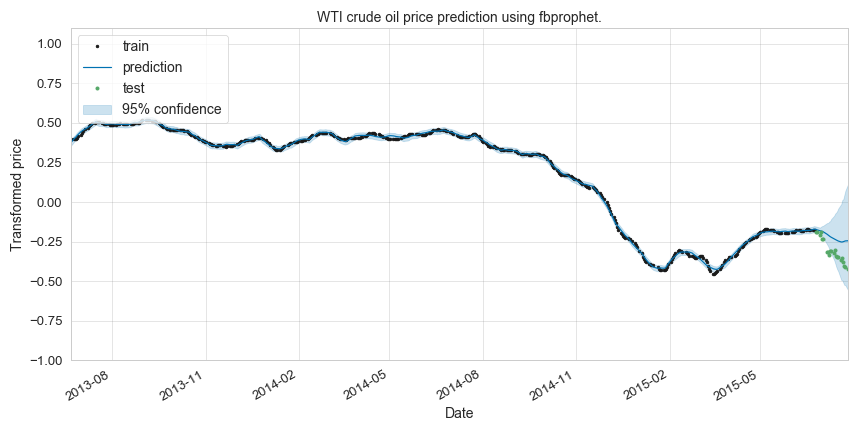 WTI crude oil price prediction using fbprophet.
train
prediction
test
95% confidence
1.00
0.75
0.50
0.25
0.00
−0.25
−0.50
−0.75
−1.00
Transformed price
2013-08
2013-11
2014-02
2014-05
2014-08
2014-11
2015-02
2015-05
Date